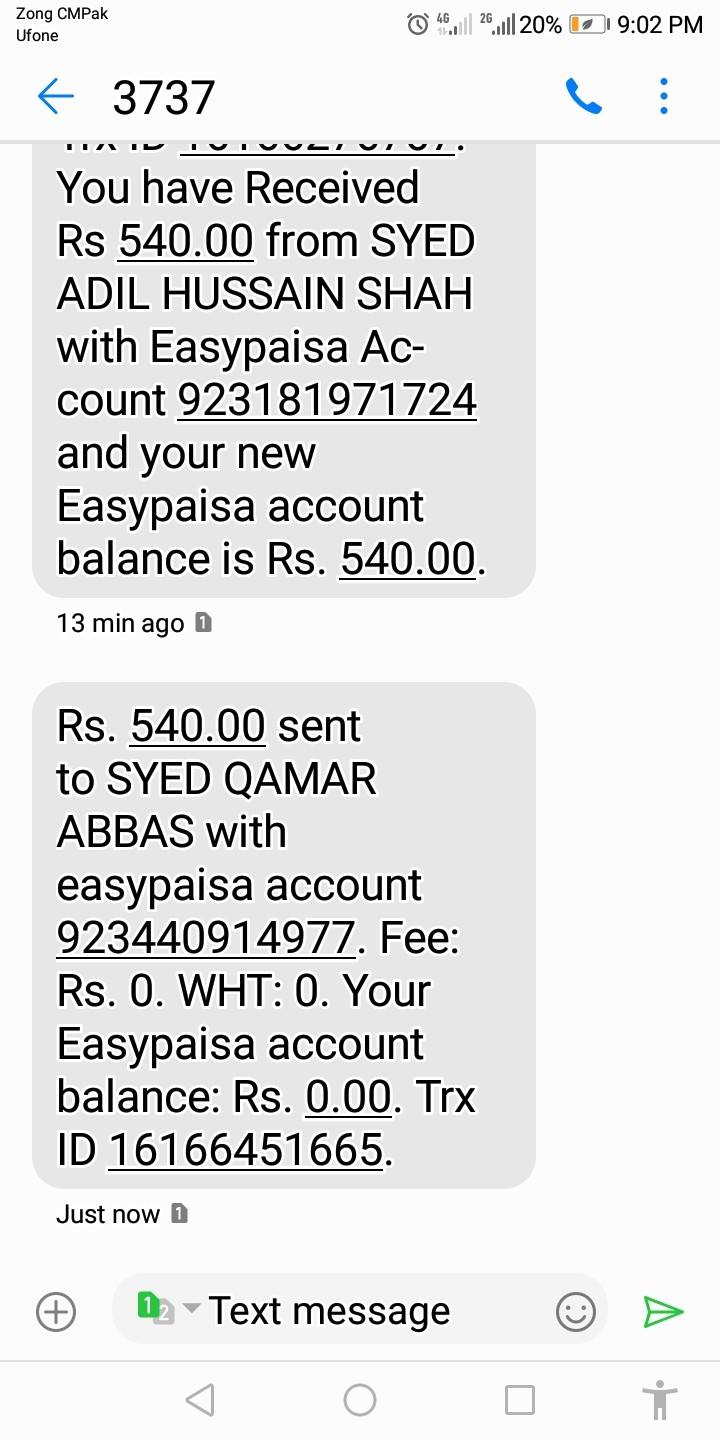 Zong CMPak
Ufone
4G 2G 20% 9:02 PM
3737
Trx ID
You have Received
Rs 540.00 from SYED
ADIL HUSSAIN SHAH
with Easypaisa Ac-
count 923181971724
and your new
Easypaisa account
balance is Rs. 540.00.
13 min ago 1
Rs. 540.00 sent
to SYED QAMAR
ABBAS with
easypaisa account
923440914977. Fee:
Rs. 0. WHT: 0. Your
Easypaisa account
balance: Rs. 0.00. Trx
ID 16166451665.
Just now 1
1 2 Text message